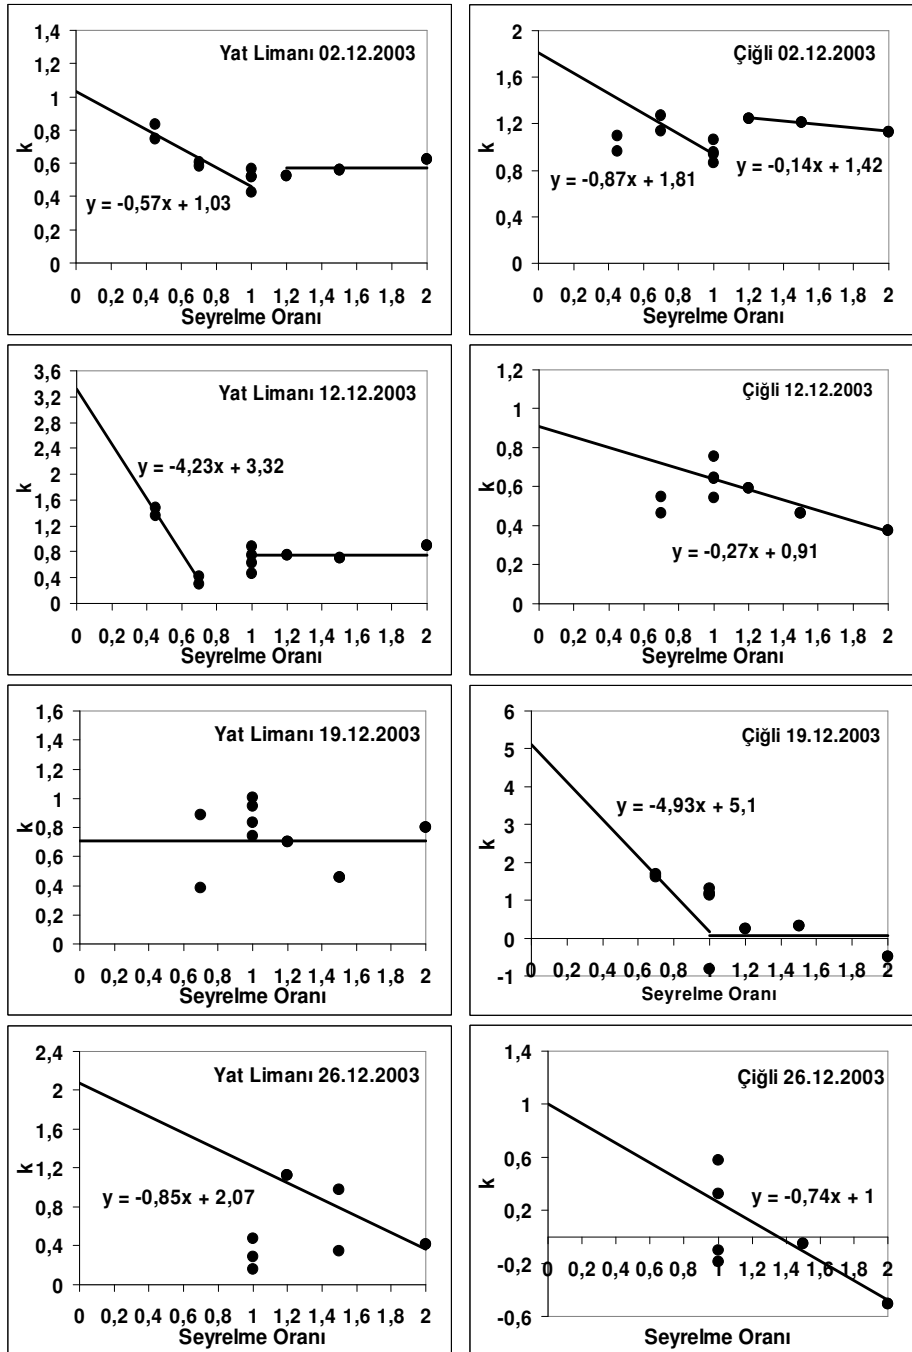 Yat Limanı 02.12.2003
1,4
1,2
1
0,8
0,6
0,4
0,2
0
k
y = -0,57x + 1,03
0 0,2 0,4 0,6 0,8 1 1,2 1,4 1,6 1,8 2
Seyrelme Oranı
Çiğli 02.12.2003
2
1,6
1,2
0,8
0,4
0
k
y = -0,87x + 1,81
y = -0,14x + 1,42
0 0,2 0,4 0,6 0,8 1 1,2 1,4 1,6 1,8 2
Seyrelme Oranı
Yat Limanı 12.12.2003
3,6
3,2
2,8
2,4
2
1,6
1,2
0,8
0,4
0
k
y = -4,23x + 3,32
0 0,2 0,4 0,6 0,8 1 1,2 1,4 1,6 1,8 2
Seyrelme Oranı
Çiğli 12.12.2003
1,2
1
0,8
0,6
0,4
0,2
0
k
y = -0,27x + 0,91
0 0,2 0,4 0,6 0,8 1 1,2 1,4 1,6 1,8 2
Seyrelme Oranı
Yat Limanı 19.12.2003
1,6
1,4
1,2
1
0,8
0,6
0,4
0,2
0
k
0 0,2 0,4 0,6 0,8 1 1,2 1,4 1,6 1,8 2
Seyrelme Oranı
Çiğli 19.12.2003
6
5
4
3
2
1
0
-1
k
y = -4,93x + 5,1
0 0,2 0,4 0,6 0,8 1 1,2 1,4 1,6 1,8 2
Seyrelme Oranı
Yat Limanı 26.12.2003
2,4
2
1,6
1,2
0,8
0,4
0
k
y = -0,85x + 2,07
0 0,2 0,4 0,6 0,8 1 1,2 1,4 1,6 1,8 2
Seyrelme Oranı
Çiğli 26.12.2003
1,4
1
0,6
0,2
-0,2
-0,6
k
y = -0,74x + 1
0 0,2 0,4 0,6 0,8 1 1,2 1,4 1,6 1,8 2
Seyrelme Oranı